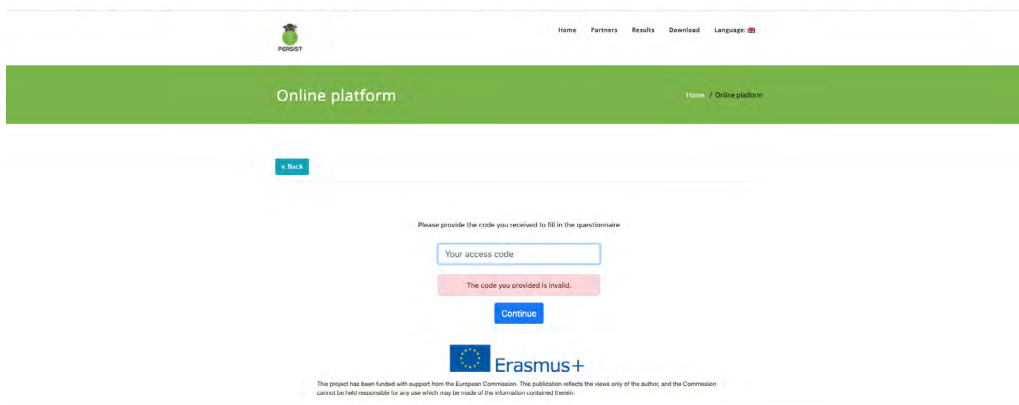 PERSIST
Home Partners Results Download Language:
Online platform
Home / Online platform
« Back
Please provide the code you received to fill in the questionnaire
Your access code
The code you provided is invalid.
Continue
Erasmus+
This project has been funded with support from the European Commission. This publication reflects the views only of the author, and the Commission
cannot be held responsible for any use which may be made of the information contained therein.